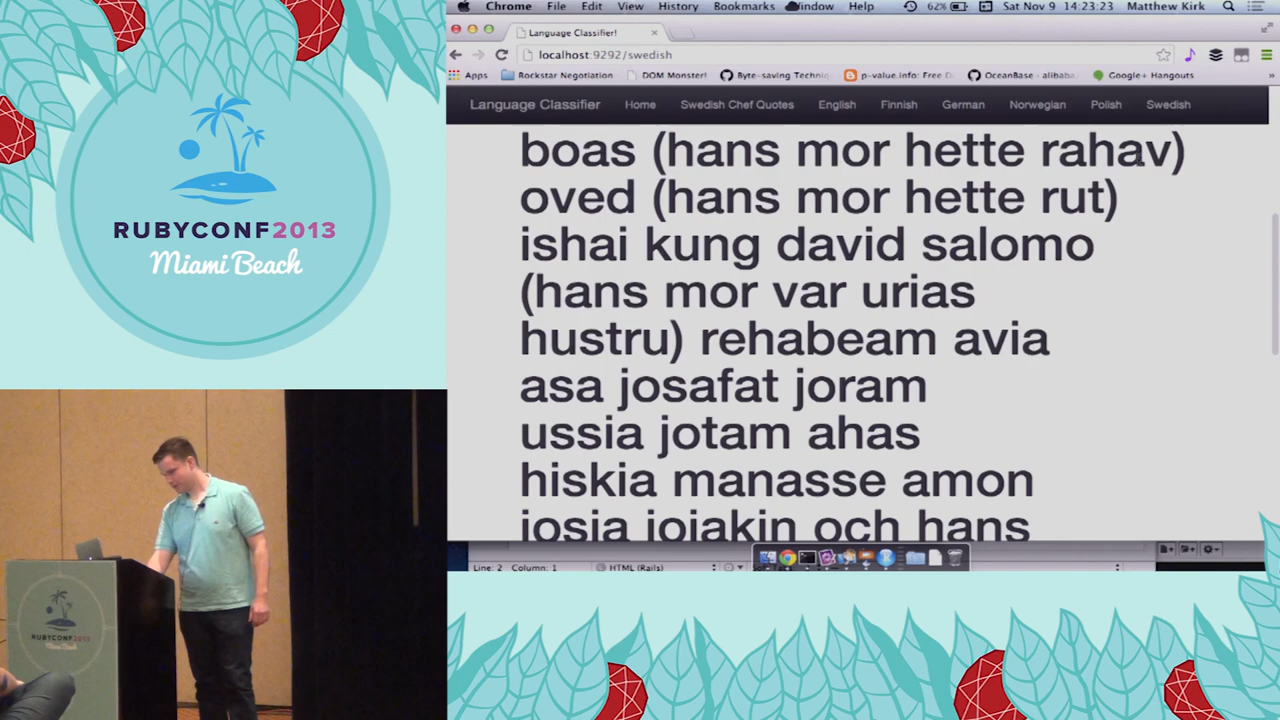 RUBYCONF2013
Miami Beach
Chrome File Edit View History Bookmarks Window Help 62% Sat Nov 9 14:23:23 Matthew Kirk
Language Classifier!
localhost:9292/swedish
Apps Rockstar Negotiation DOM Monster! Byte-saving Techniq p-value.info: Free D OceanBase - alibaba Google+ Hangouts »
Language Classifier Home Swedish Chef Quotes English Finnish German Norwegian Polish Swedish
boas (hans mor hette rahav)
oved (hans mor hette rut)
ishai kung david salomo
(hans mor var urias
hustru) rehabeam avia
asa josafat joram
ussia jotam ahas
hiskia manasse amon
josia jojakin och hans
Line: 2 Column: 1 HTML (Rails)
RUBYCONF2013
Miami Beach